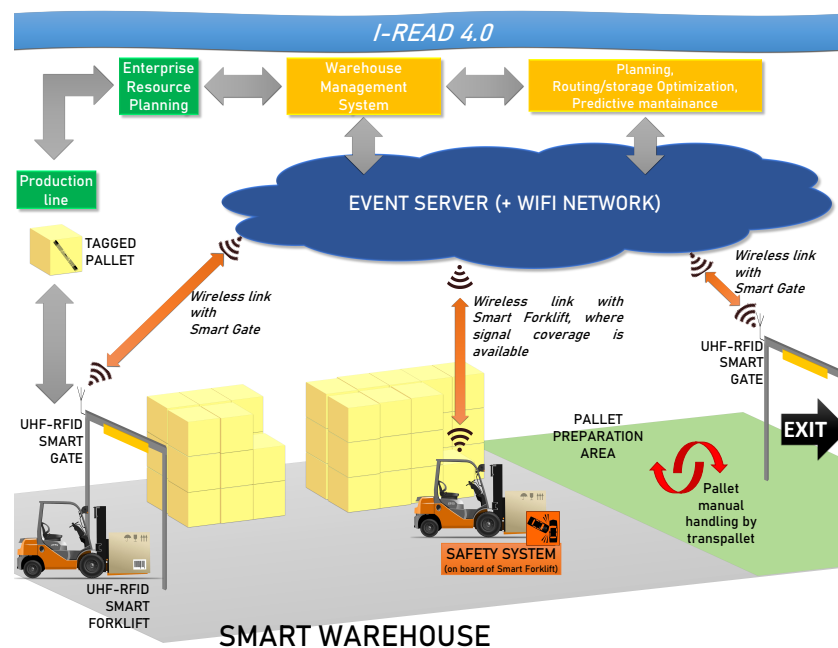 I-READ 4.0
Enterprise
Resource
Planning
Warehouse
Management
System
Planning,
Routing/storage Optimization,
Predictive mantainance
Production
line
EVENT SERVER (+ WIFI NETWORK)
TAGGED
PALLET
Wireless link
with
Smart Gate
Wireless link with
Smart Forklift, where
signal coverage is
available
Wireless link
with
Smart Gate
UHF-RFID
SMART
GATE
UHF-RFID
SMART
GATE
PALLET
PREPARATION
AREA
EXIT
Pallet
manual
handling by
transpallet
SAFETY SYSTEM
(on board of Smart Forklift)
UHF-RFID
SMART
FORKLIFT
SMART WAREHOUSE